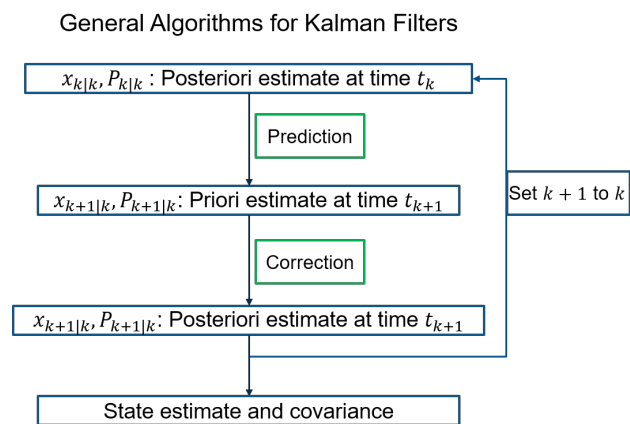 General Algorithms for Kalman Filters
x_{k|k}, P_{k|k} : Posteriori estimate at time t_k
Prediction
x_{k+1|k}, P_{k+1|k}: Priori estimate at time t_{k+1}
Set k + 1 to k
Correction
x_{k+1|k}, P_{k+1|k}: Posteriori estimate at time t_{k+1}
State estimate and covariance